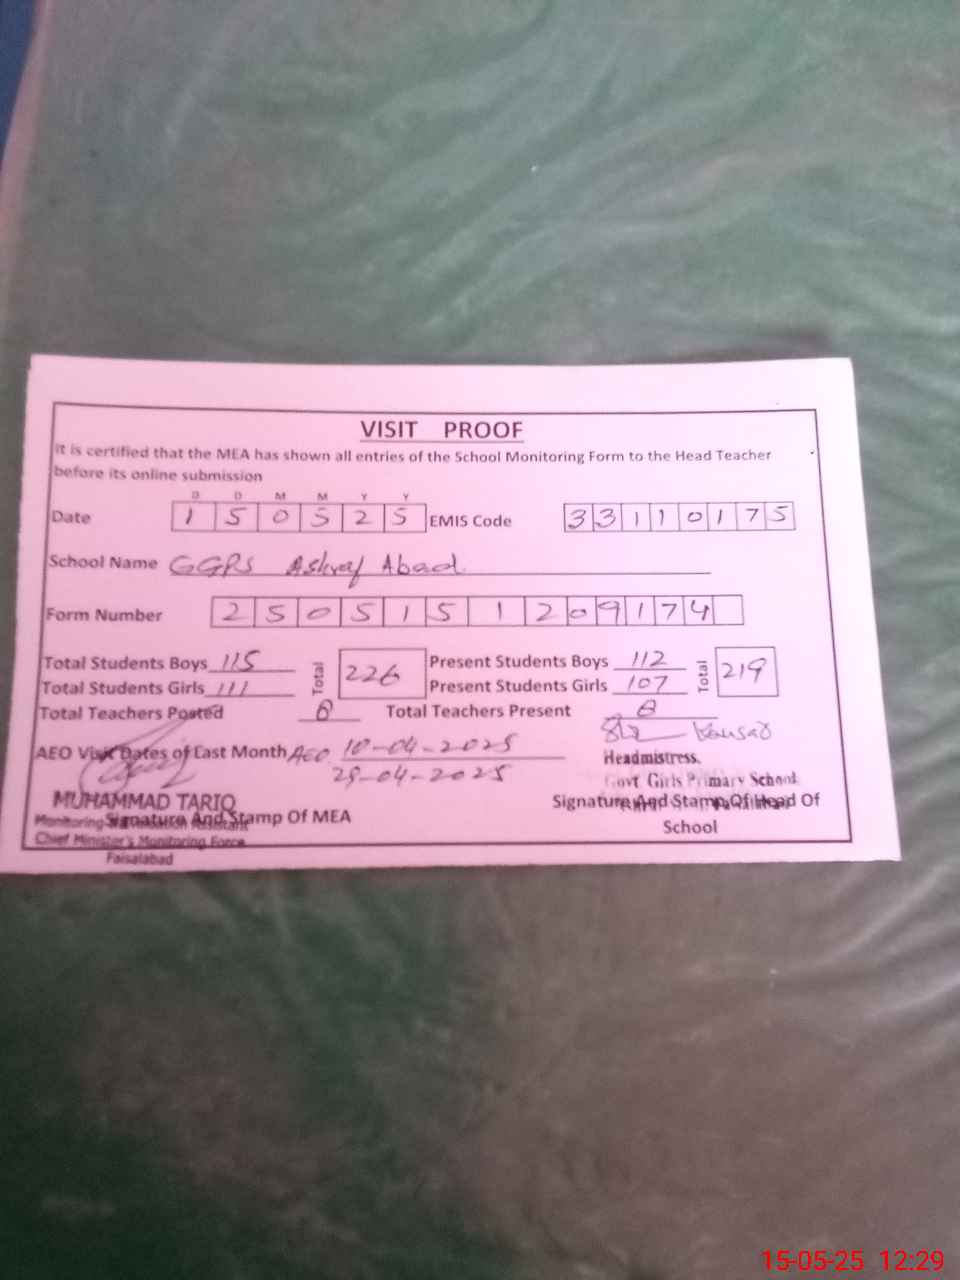 VISIT PROOF
It is certified that the MEA has shown all entries of the School Monitoring Form to the Head Teacher
before its online submission
D D M M Y Y
Date 1 5 0 5 2 5 EMIS Code 3 3 1 1 0 1 7 5
School Name GGPS Ashraf Abad
Form Number 2 5 0 5 1 5 1 2 0 9 1 7 4
Total Students Boys 115 Total 226 Present Students Boys 112 Total 219
Total Students Girls 111 Present Students Girls 107
Total Teachers Posted 8 Total Teachers Present 8
Kousar
AEO Visit Dates of Last Month AEO 10-04-2025
29-04-2025
Headmistress.
Govt Girls Primary School
MUHAMMAD TARIQ
Signature And Stamp Of MEA
Signature And Stamp Of Head Of
School
Monitoring Assistant
Chief Minister's Monitoring Force
Faisalabad
15-05-25 12:29